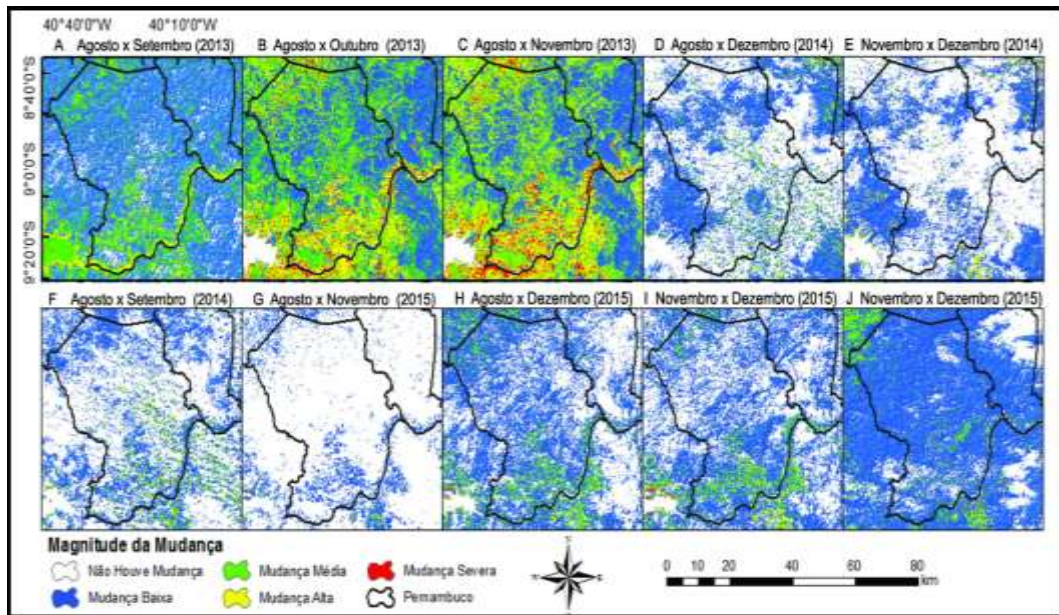 40°40'0"W 40°10'0"W
A Agosto x Setembro (2013) B Agosto x Outubro (2013) C Agosto x Novembro (2013) D Agosto x Dezembro (2014) E Novembro x Dezembro (2014)
8°40'0"S
9°0'0"S
9°20'0"S
F Agosto x Setembro (2014) G Agosto x Novembro (2015) H Agosto x Dezembro (2015) I Novembro x Dezembro (2015) J Novembro x Dezembro (2015)
Magnitude da Mudança
Não Houve Mudança Mudança Média Mudança Severa
Mudança Baixa Mudança Alta Pernambuco
0 10 20 40 60 80
km